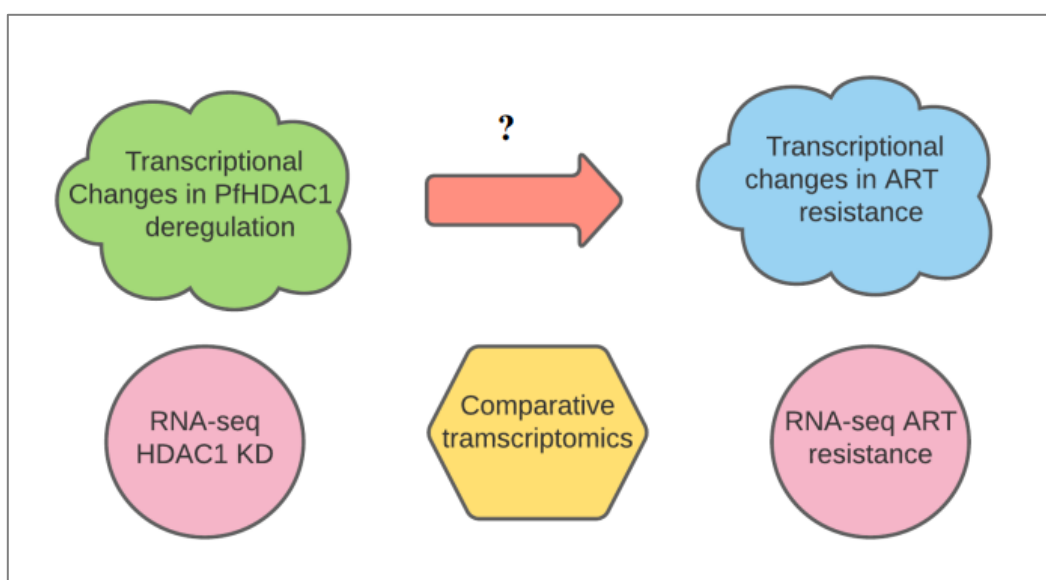 ?
Transcriptional
Changes in PfHDAC1
deregulation
Transcriptional
changes in ART
resistance
RNA-seq
HDAC1 KD
Comparative
tramscriptomics
RNA-seq ART
resistance